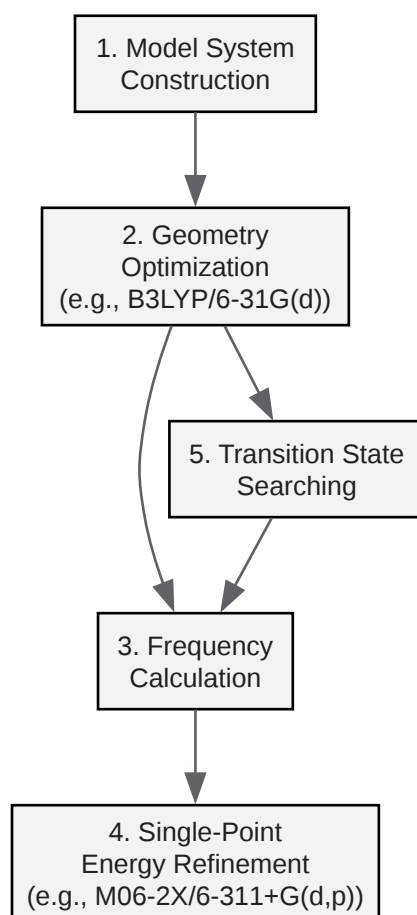 1. Model System
Construction
2. Geometry
Optimization
(e.g., B3LYP/6-31G(d))
5. Transition State
Searching
3. Frequency
Calculation
4. Single-Point
Energy Refinement
(e.g., M06-2X/6-311+G(d,p))